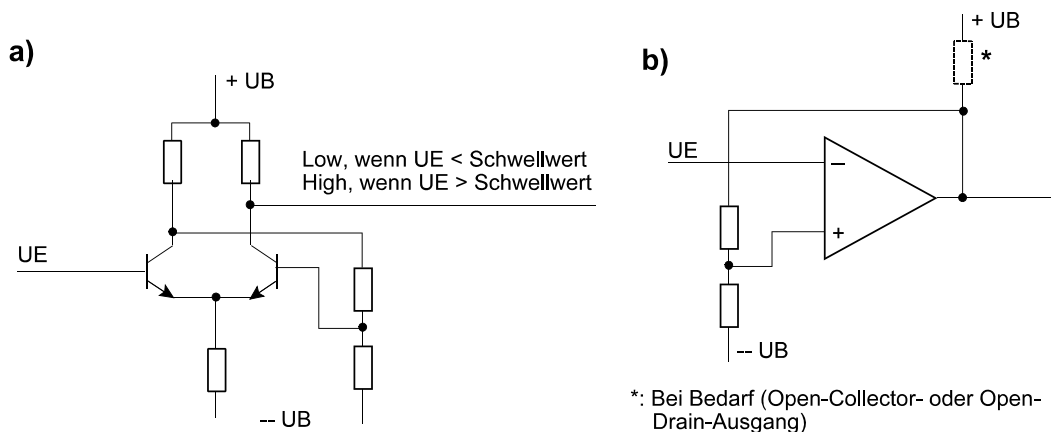 a)
+ UB
Low, wenn UE < Schwellwert
High, wenn UE > Schwellwert
UE
-- UB
b)
+ UB
*
UE
−
+
-- UB
*: Bei Bedarf (Open-Collector- oder Open-
Drain-Ausgang)